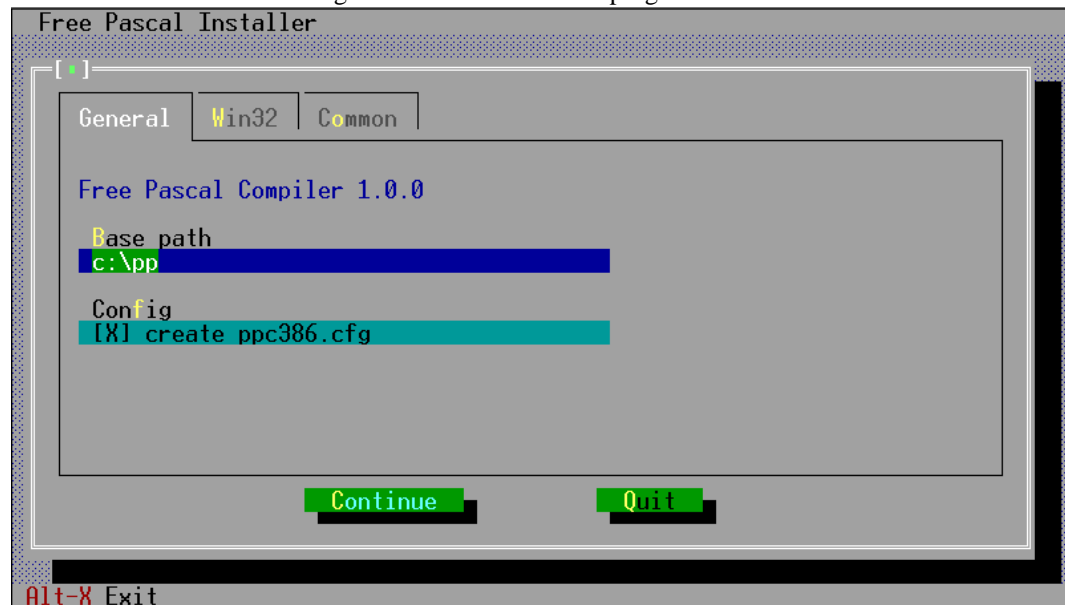 Free Pascal Installer
General Win32 Common
Free Pascal Compiler 1.0.0
Base path
c:\pp
Config
[X] create ppc386.cfg
Continue Quit
Alt-X Exit